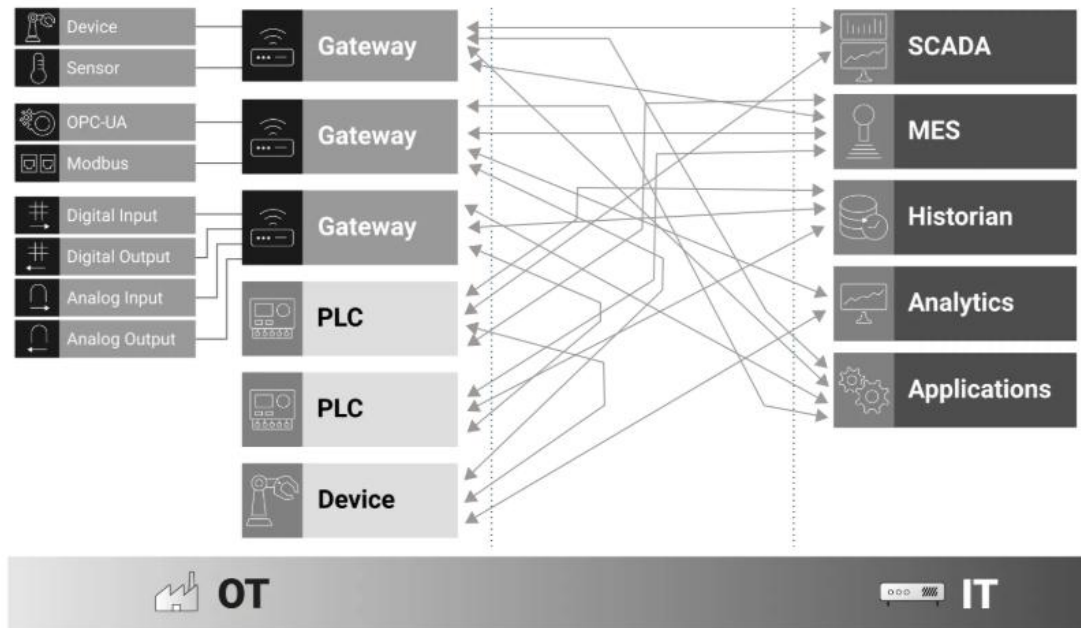 Device
Sensor
OPC-UA
Modbus
Digital Input
Digital Output
Analog Input
Analog Output
Gateway
Gateway
Gateway
PLC
PLC
Device
SCADA
MES
Historian
Analytics
Applications
OT
IT